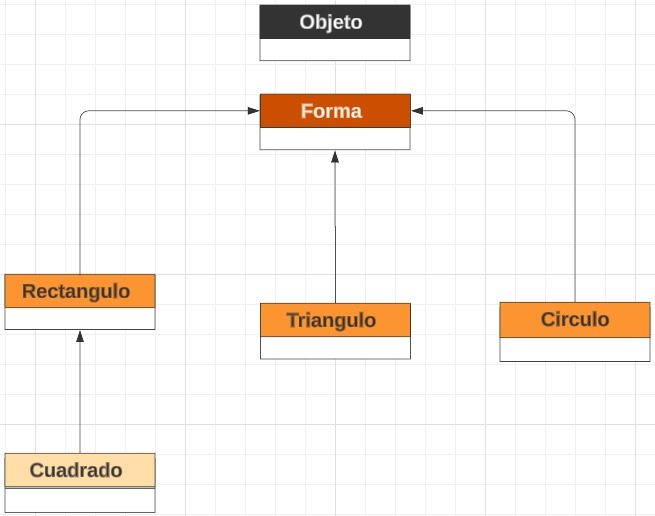 Objeto
Forma
Rectangulo
Triangulo
Circulo
Cuadrado